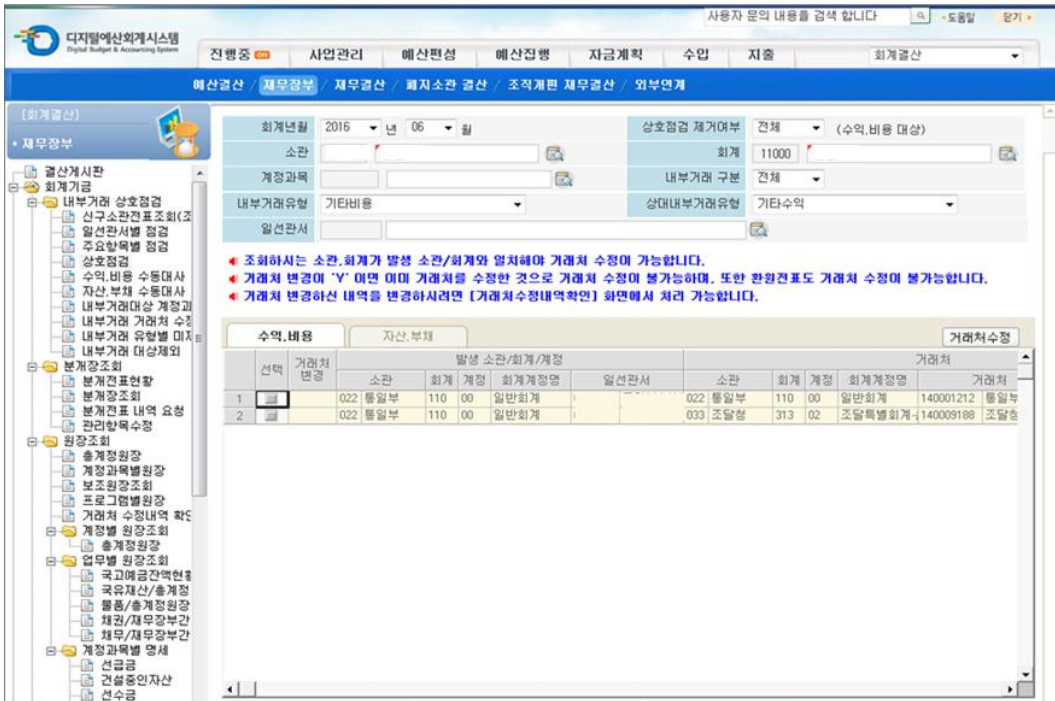 사용자 문의 내용을 검색 합니다
도움말
닫기
디지털예산회계시스템
Digital Budget & Accounting System
진행중 사업관리 예산편성 예산집행 자금계획 수입 지출 회계결산
예산결산 / 재무장부 / 재무결산 / 폐지소관 결산 / 조직개편 재무결산 / 외부연계
[회계결산]
재무장부
결산게시판
회계기금
내부거래 상호점검
신구소관전표조회(조
일선관서별 점검
주요항목별 점검
상호점검
수익.비용 수동대사
자산.부채 수동대사
내부거래대상 계정과
내부거래 거래처 수정
내부거래 유형별 미제
내부거래 대상제외
분개장조회
분개전표현황
분개장조회
분개전표 내역 요청
관리항목수정
원장조회
총계정원장
계정과목별원장
보조원장조회
프로그램별원장
거래처 수정내역 확인
계정별 원장조회
총계정원장
업무별 원장조회
국고예금잔액현황
국유재산/총계정
물품/총계정원장
채권/재무장부간
채무/재무장부간
계정과목별 명세
선급금
건설중인자산
선수금
회계년월 2016 년 06 월 상호점검 제거여부 전체 (수익.비용 대상)
소관 회계 11000
계정과목 내부거래 구분 전체
내부거래유형 기타비용 상대내부거래유형 기타수익
일선관서
조회하시는 소관.회계가 발생 소관/회계와 일치해야 거래처 수정이 가능합니다.
거래처 변경이 'Y' 이면 이미 거래처를 수정한 것으로 거래처 수정이 불가능하며, 또한 환원전표도 거래처 수정이 불가능합니다.
거래처 변경하신 내역을 변경하시려면 [거래처수정내역확인] 화면에서 처리 가능합니다.
수익.비용 자산.부채 거래처수정
선택 거래처 변경 발생 소관/회계/계정 거래처
소관 회계 계정 회계계정명 일선관서 소관 회계 계정 회계계정명 거래처
1 022 통일부 110 00 일반회계 022 통일부 110 00 일반회계 140001212 통일부
2 022 통일부 110 00 일반회계 033 조달청 313 02 조달특별회계- 140009188 조달청